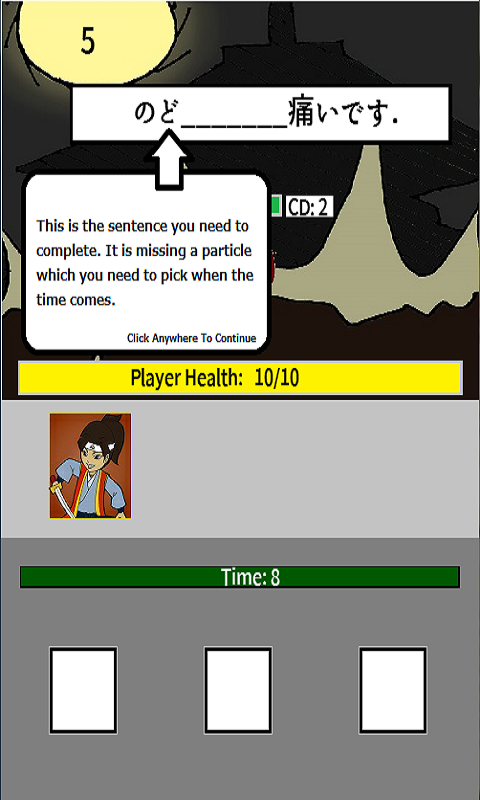 5
のど_______痛いです.
CD: 2
This is the sentence you need to
complete. It is missing a particle
which you need to pick when the
time comes.
Click Anywhere To Continue
Player Health: 10/10
Time: 8